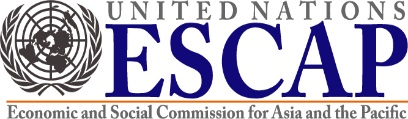 UNITED NATIONS
ESCAP
Economic and Social Commission for Asia and the Pacific